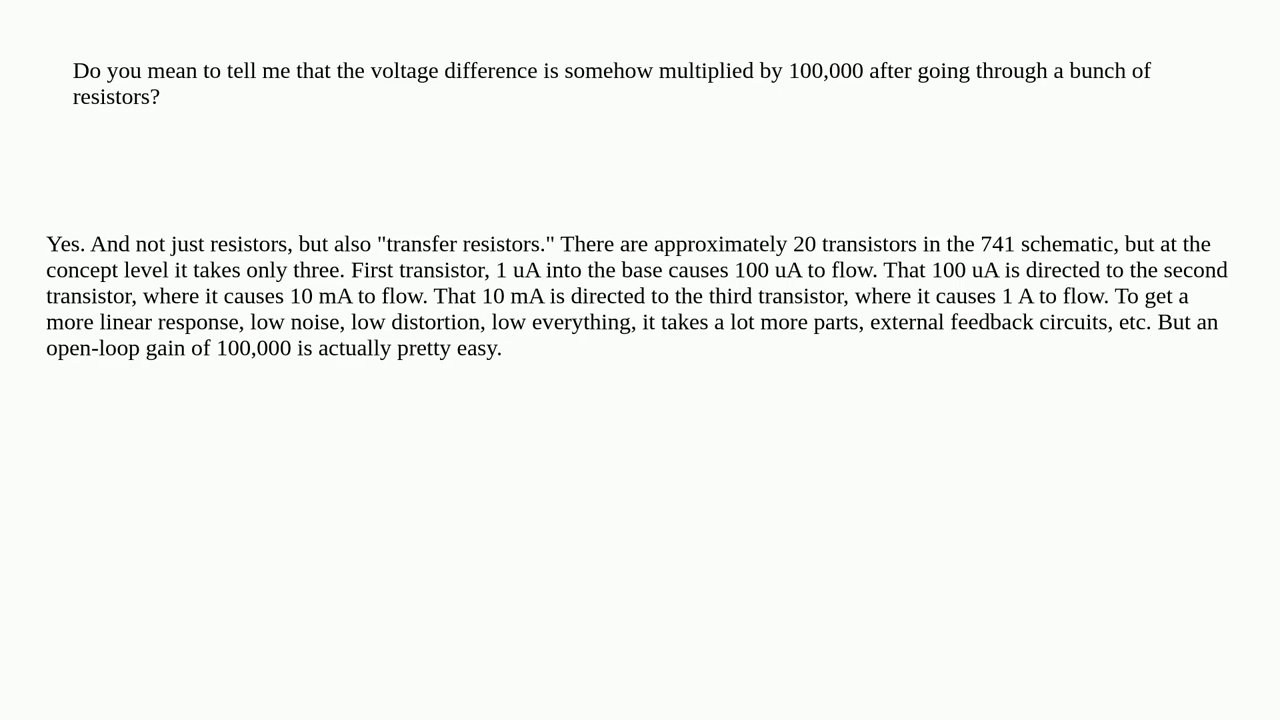 Do you mean to tell me that the voltage difference is somehow multiplied by 100,000 after going through a bunch of
resistors?
Yes. And not just resistors, but also "transfer resistors." There are approximately 20 transistors in the 741 schematic, but at the
concept level it takes only three. First transistor, 1 uA into the base causes 100 uA to flow. That 100 uA is directed to the second
transistor, where it causes 10 mA to flow. That 10 mA is directed to the third transistor, where it causes 1 A to flow. To get a
more linear response, low noise, low distortion, low everything, it takes a lot more parts, external feedback circuits, etc. But an
open-loop gain of 100,000 is actually pretty easy.